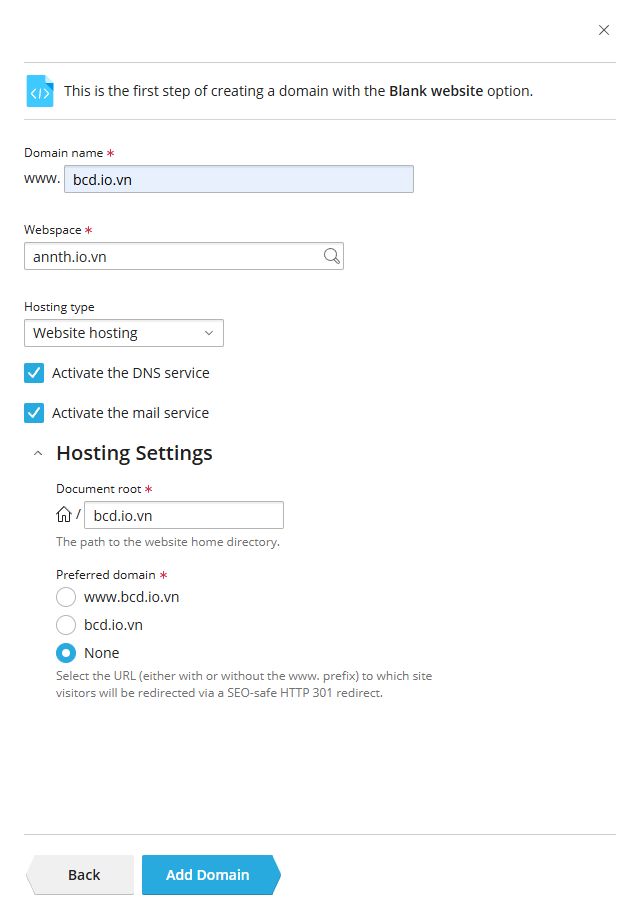 This is the first step of creating a domain with the Blank website option.
Domain name *
www. bcd.io.vn
Webspace *
annth.io.vn
Hosting type
Website hosting
Activate the DNS service
Activate the mail service
Hosting Settings
Document root *
/ bcd.io.vn
The path to the website home directory.
Preferred domain *
www.bcd.io.vn
bcd.io.vn
None
Select the URL (either with or without the www. prefix) to which site
visitors will be redirected via a SEO-safe HTTP 301 redirect.
Back Add Domain